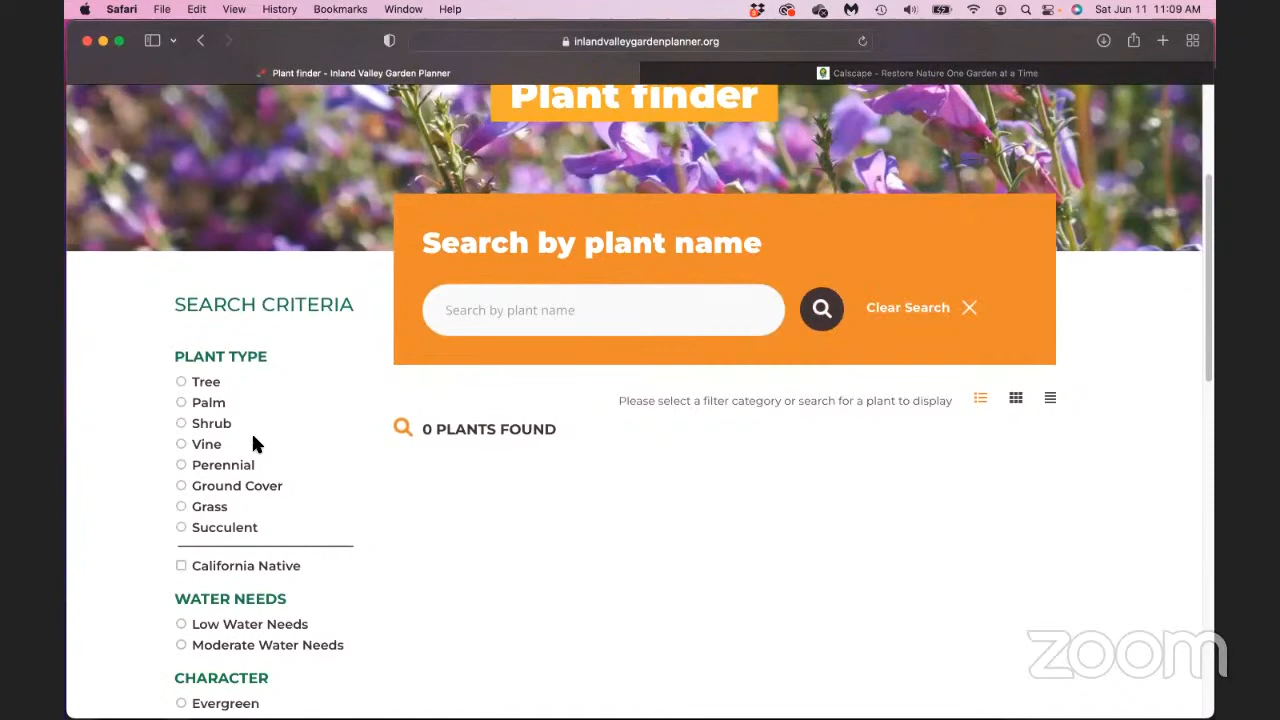 Safari File Edit View History Bookmarks Window Help Sat Jun 11 11:09 AM
inlandvalleygardenplanner.org
Plant finder - Inland Valley Garden Planner Calscape - Restore Nature One Garden at a Time
Plant finder
Search by plant name
Search by plant name Clear Search
SEARCH CRITERIA
PLANT TYPE
Tree
Palm
Shrub
Vine
Perennial
Ground Cover
Grass
Succulent
California Native
WATER NEEDS
Low Water Needs
Moderate Water Needs
CHARACTER
Evergreen
Please select a filter category or search for a plant to display
0 PLANTS FOUND
zoom